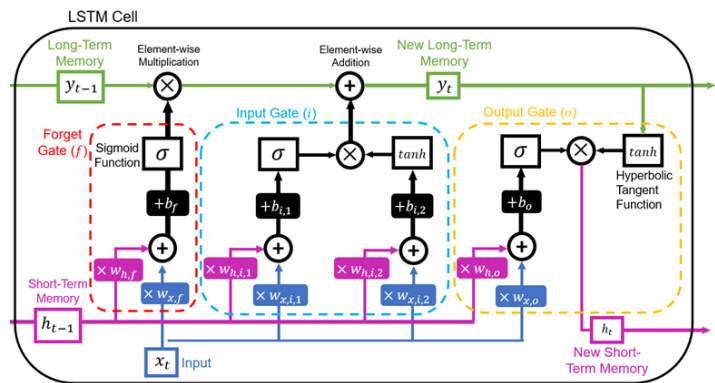 LSTM Cell
Long-Term
Memory
Element-wise
Multiplication
Element-wise
Addition
New Long-Term
Memory
y_{t−1}
×
+
y_t
Forget
Gate (f)
Input Gate (i)
Output Gate (o)
Sigmoid
Function
σ
σ
×
tanh
σ
×
tanh
Hyperbolic
Tangent
Function
+b_f
+b_{i,1}
+b_{i,2}
+b_o
+
+
+
+
× w_{h,f}
× w_{h,i,1}
× w_{h,i,2}
× w_{h,o}
× w_{x,f}
× w_{x,i,1}
× w_{x,i,2}
× w_{x,o}
Short-Term
Memory
h_{t−1}
h_t
x_t
Input
New Short-
Term Memory